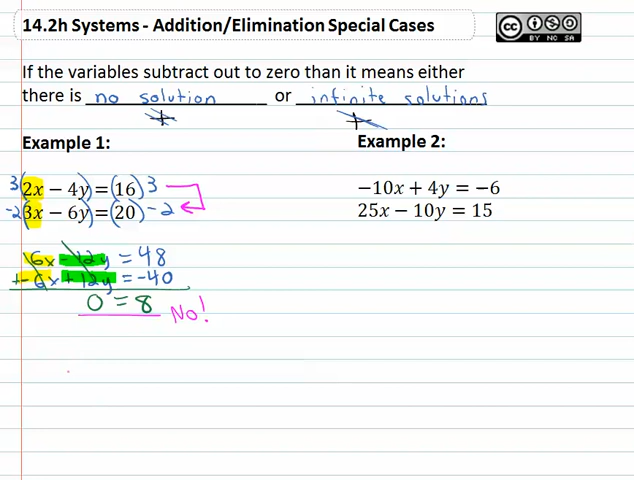 14.2h Systems - Addition/Elimination Special Cases
CC BY NC SA
If the variables subtract out to zero than it means either
there is no solution or infinite solutions
Example 1:
3(2x − 4y) = (16)3
-2(3x − 6y) = (20)-2
6x - 12y = 48
+ -6x + 12y = -40
0 = 8
No!
Example 2:
−10x + 4y = −6
25x − 10y = 15